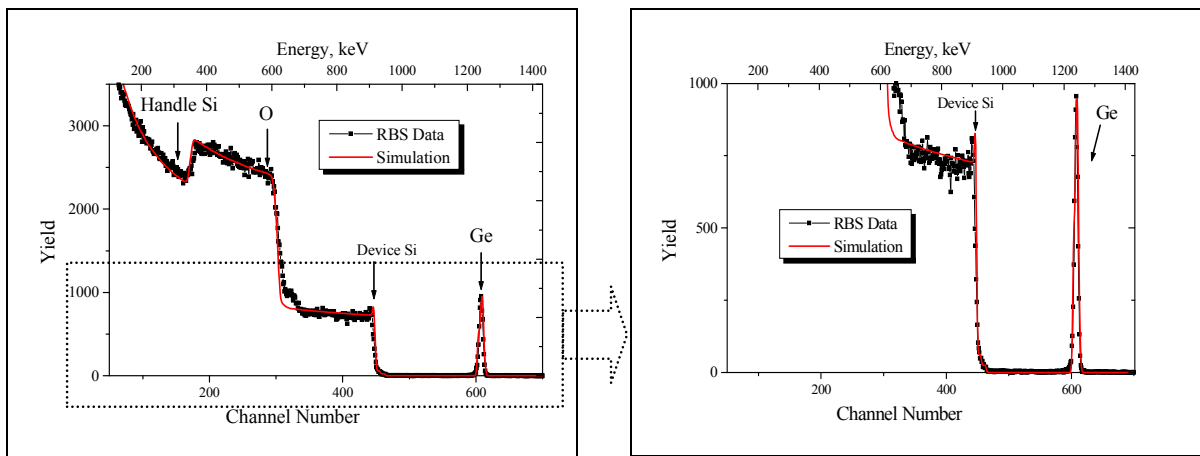 Energy, keV
200 400 600 800 1000 1200 1400
Handle Si
O
RBS Data
Simulation
3000
2000
1000
0
Yield
Device Si
Ge
200 400 600
Channel Number
Energy, keV
200 400 600 800 1000 1200 1400
1000
750
500
250
0
Yield
Device Si
Ge
RBS Data
Simulation
200 400 600
Channel Number